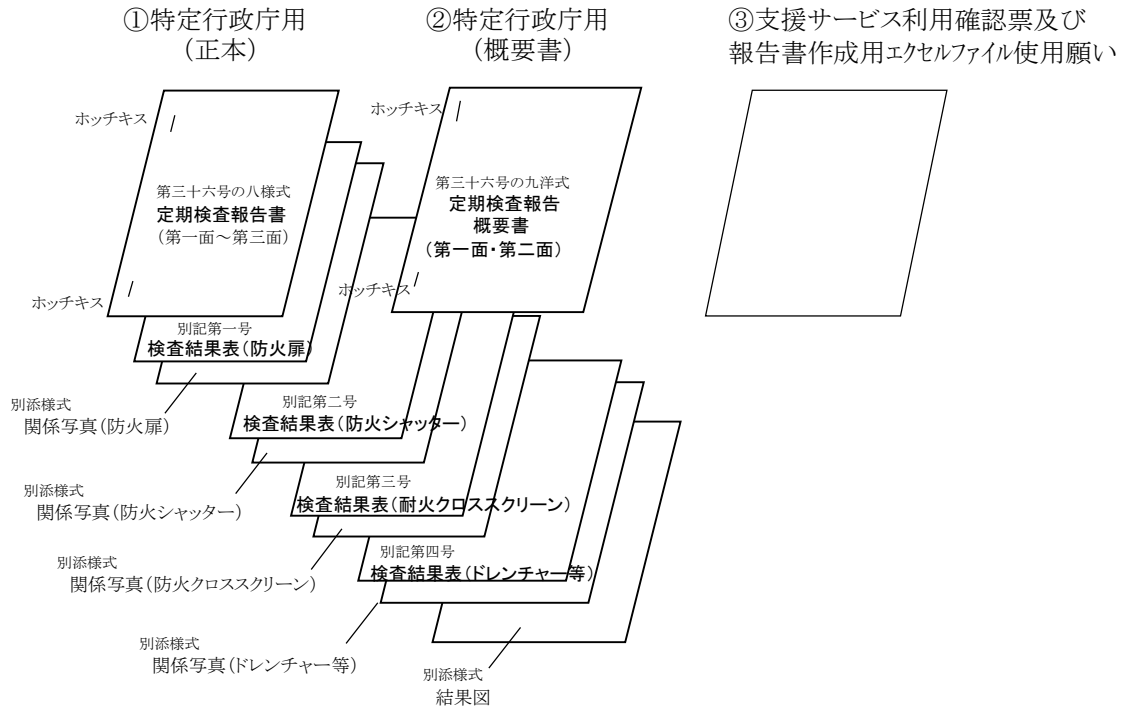 ①特定行政庁用
(正本)
②特定行政庁用
(概要書)
③支援サービス利用確認票及び
報告書作成用エクセルファイル使用願い
ホッチキス
ホッチキス
第三十六号の八様式
定期検査報告書
(第一面～第三面)
第三十六号の九洋式
定期検査報告
概要書
(第一面・第二面)
ホッチキス
ホッチキス
別記第一号
検査結果表(防火扉)
別添様式
関係写真(防火扉)
別記第二号
検査結果表(防火シャッター)
別添様式
関係写真(防火シャッター)
別記第三号
検査結果表(耐火クロススクリーン)
別添様式
関係写真(防火クロススクリーン)
別記第四号
検査結果表(ドレンチャー等)
別添様式
関係写真(ドレンチャー等)
別添様式
結果図